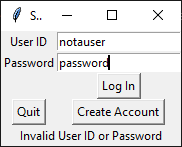 S..
User ID notauser
Password password
Log In
Quit Create Account
Invalid User ID or Password